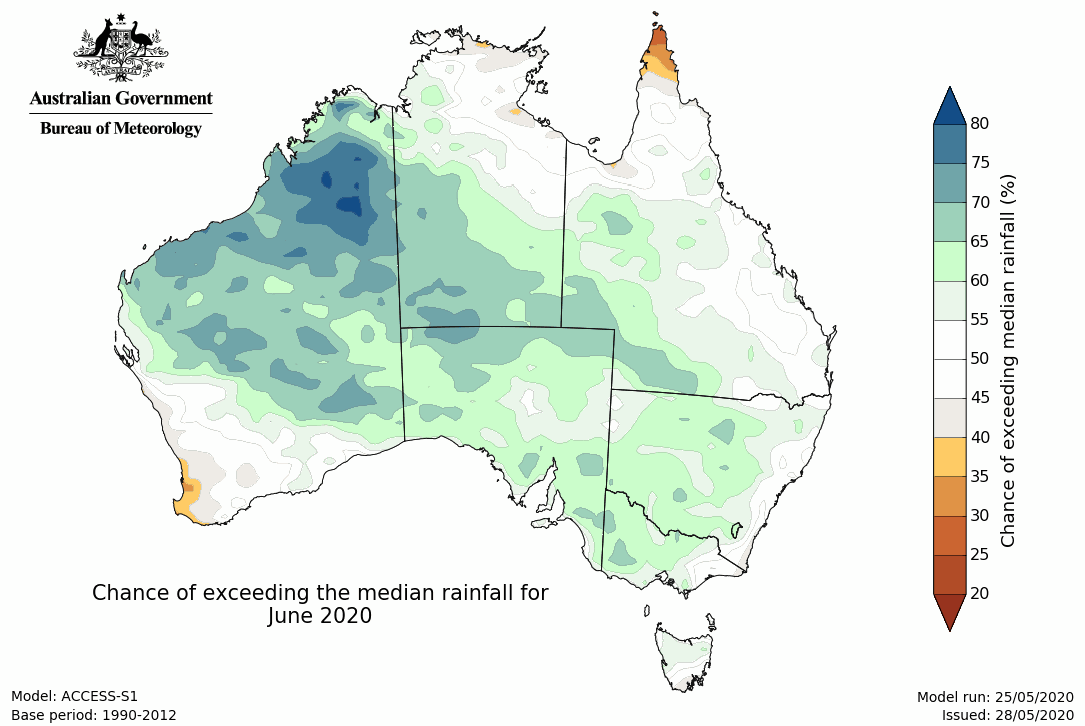 Australian Government
Bureau of Meteorology
80
75
70
65
60
55
50
45
40
35
30
25
20
Chance of exceeding median rainfall (%)
Chance of exceeding the median rainfall for
June 2020
Model: ACCESS-S1
Base period: 1990-2012
Model run: 25/05/2020
Issued: 28/05/2020